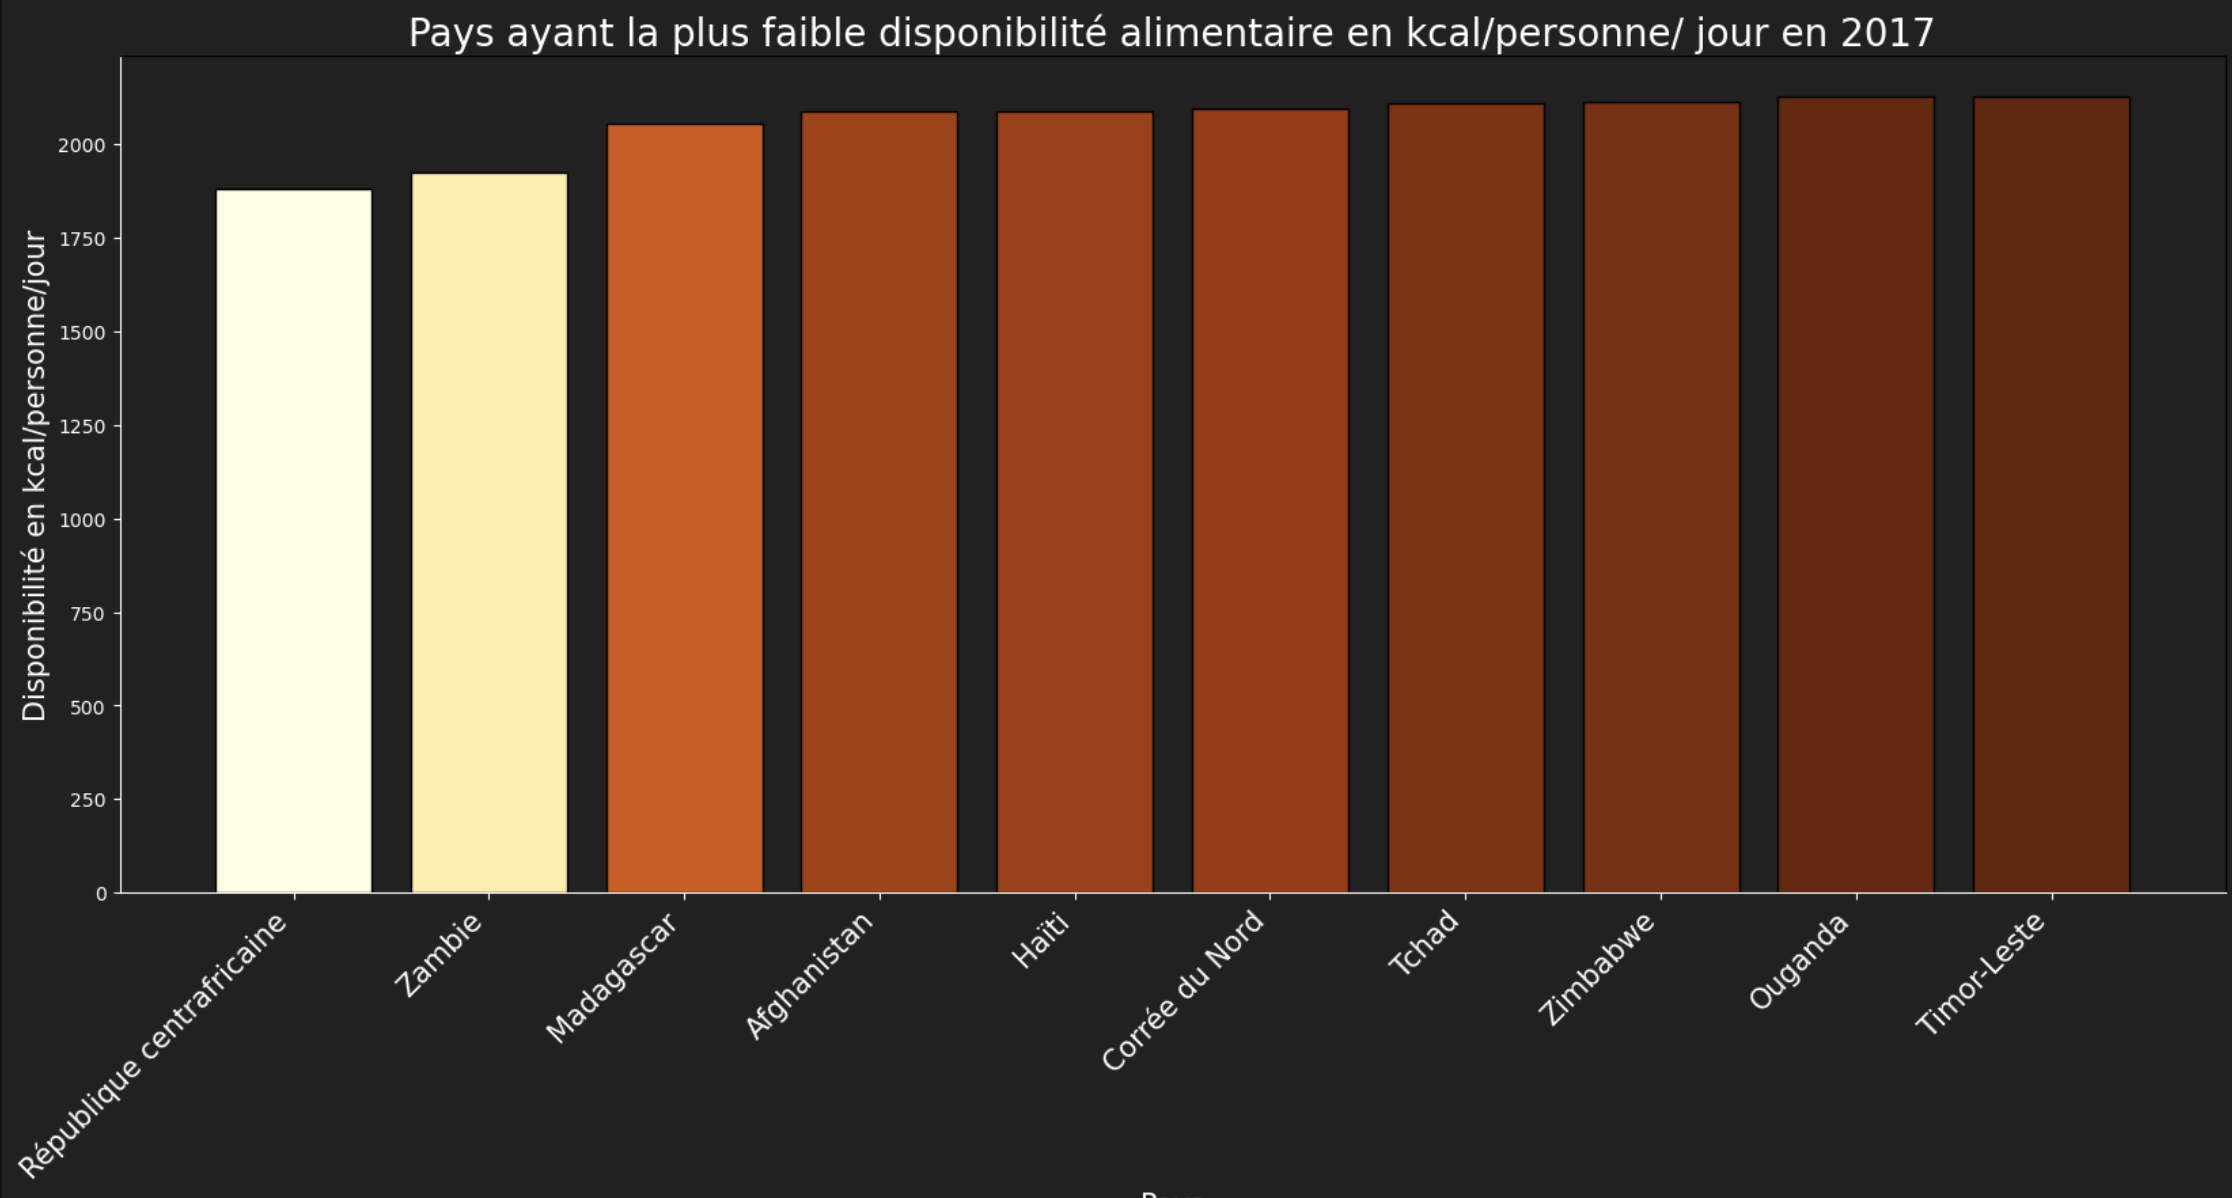 Pays ayant la plus faible disponibilité alimentaire en kcal/personne/ jour en 2017
Disponibilité en kcal/personne/jour
2000
1750
1500
1250
1000
750
500
250
0
République centrafricaine
Zambie
Madagascar
Afghanistan
Haïti
Corrée du Nord
Tchad
Zimbabwe
Ouganda
Timor-Leste